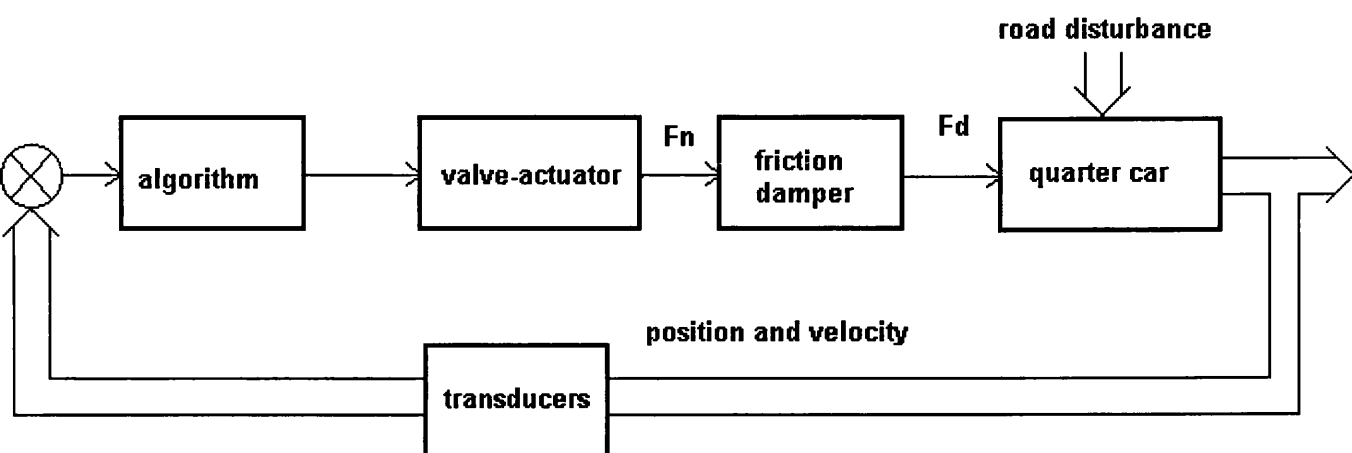 road disturbance
Fn
Fd
algorithm
valve-actuator
friction
damper
quarter car
position and velocity
transducers